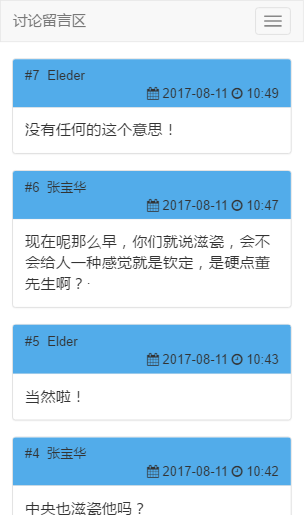 讨论留言区
#7 Eleder
2017-08-11 10:49
没有任何的这个意思！
#6 张宝华
2017-08-11 10:47
现在呢那么早，你们就说滋瓷，会不
会给人一种感觉就是钦定，是硬点董
先生啊？·
#5 Elder
2017-08-11 10:43
当然啦！
#4 张宝华
2017-08-11 10:42
中央也滋瓷他吗？